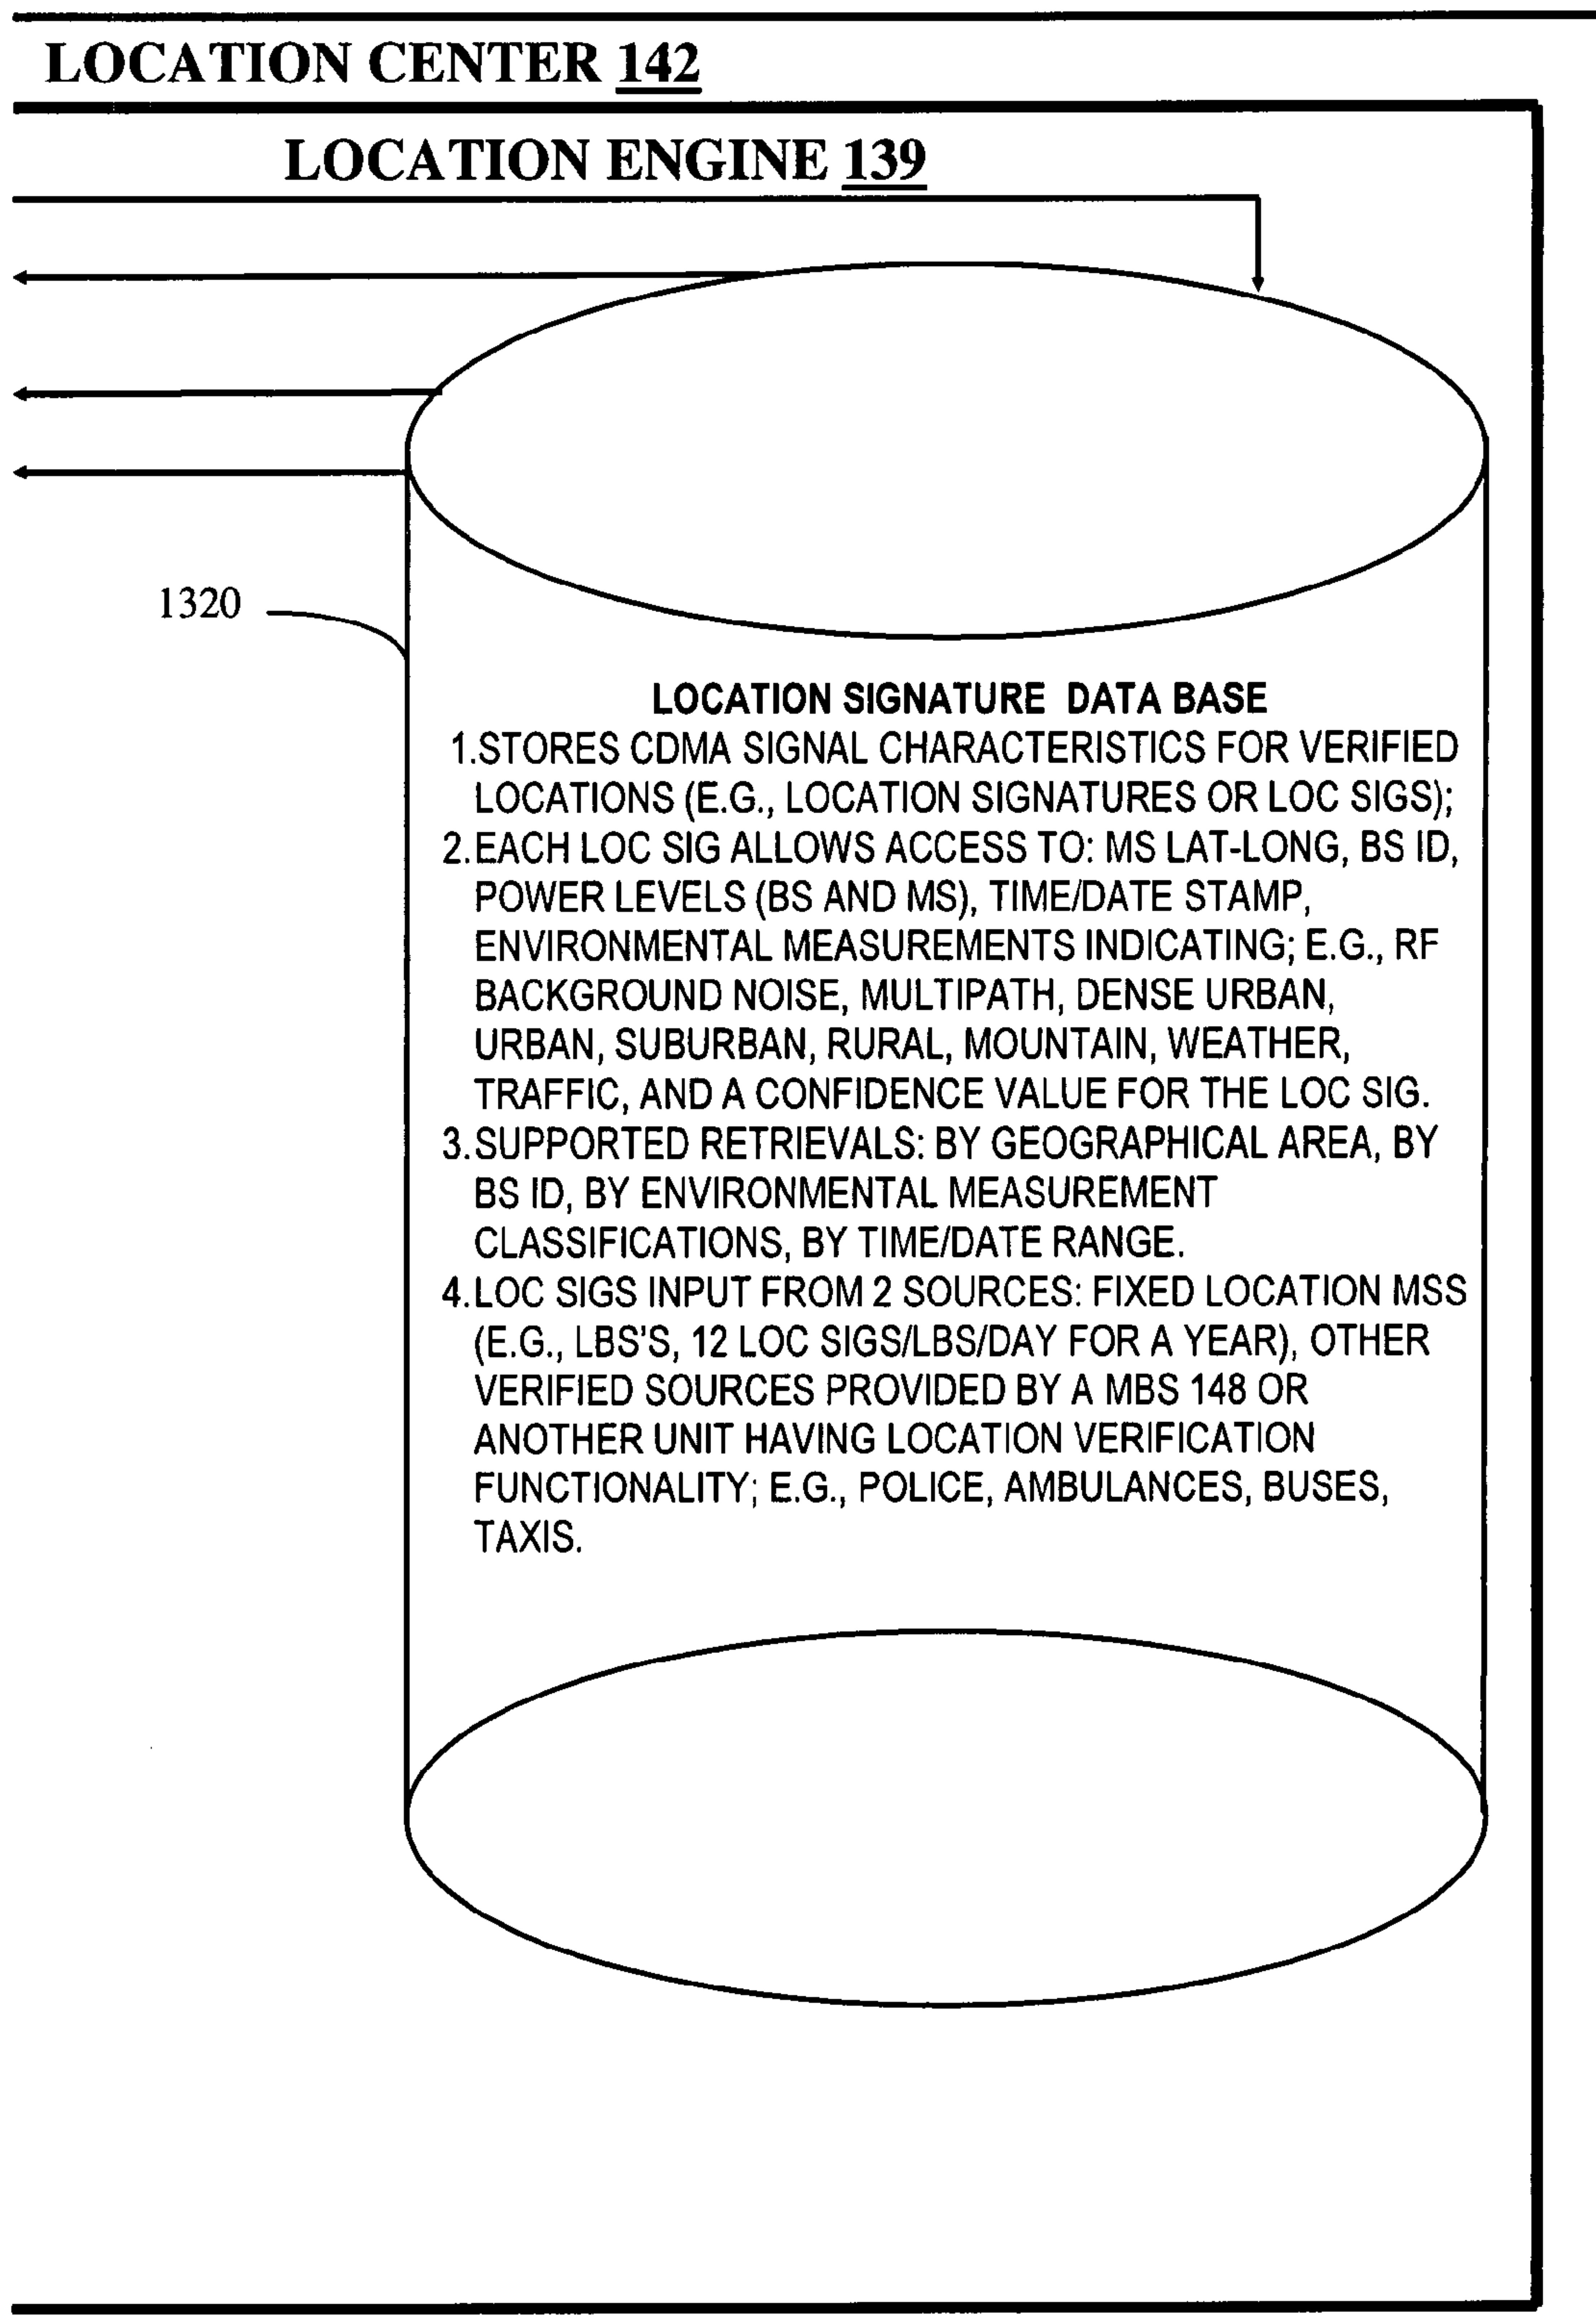 LOCATION CENTER 142
LOCATION ENGINE 139
1320
LOCATION SIGNATURE DATA BASE
1.STORES CDMA SIGNAL CHARACTERISTICS FOR VERIFIED
LOCATIONS (E.G., LOCATION SIGNATURES OR LOC SIGS);
2.EACH LOC SIG ALLOWS ACCESS TO: MS LAT-LONG, BS ID,
POWER LEVELS (BS AND MS), TIME/DATE STAMP,
ENVIRONMENTAL MEASUREMENTS INDICATING; E.G., RF
BACKGROUND NOISE, MULTIPATH, DENSE URBAN,
URBAN, SUBURBAN, RURAL, MOUNTAIN, WEATHER,
TRAFFIC, AND A CONFIDENCE VALUE FOR THE LOC SIG.
3.SUPPORTED RETRIEVALS: BY GEOGRAPHICAL AREA, BY
BS ID, BY ENVIRONMENTAL MEASUREMENT
CLASSIFICATIONS, BY TIME/DATE RANGE.
4.LOC SIGS INPUT FROM 2 SOURCES: FIXED LOCATION MSS
(E.G., LBS'S, 12 LOC SIGS/LBS/DAY FOR A YEAR), OTHER
VERIFIED SOURCES PROVIDED BY A MBS 148 OR
ANOTHER UNIT HAVING LOCATION VERIFICATION
FUNCTIONALITY; E.G., POLICE, AMBULANCES, BUSES,
TAXIS.